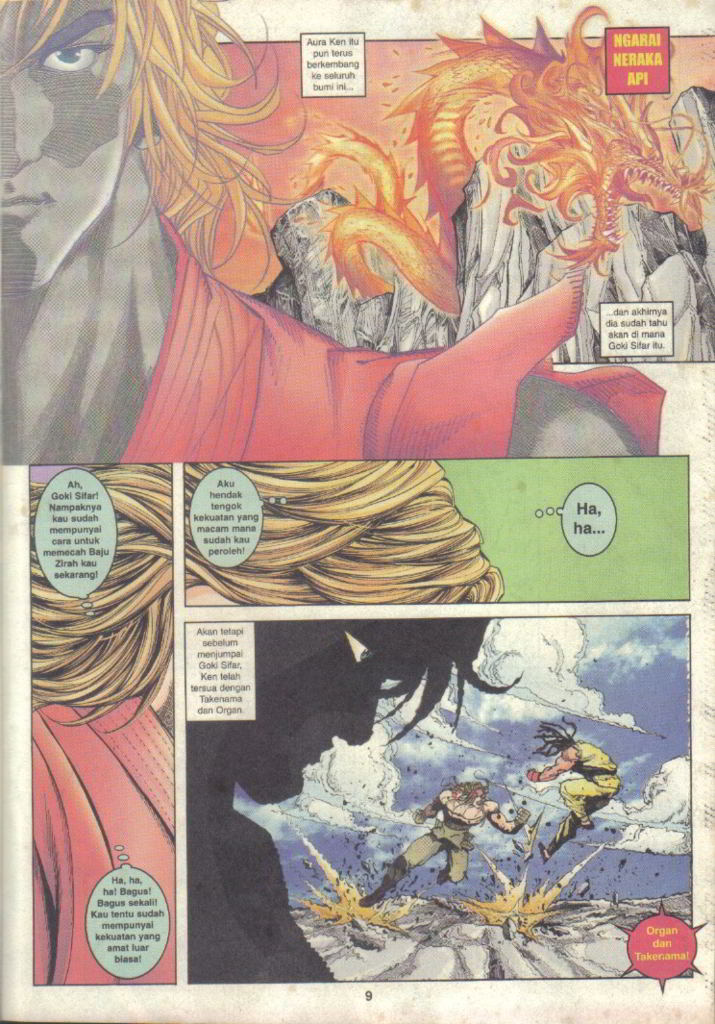 Aura Ken itu
pun terus
berkembang
ke seluruh
bumi ini...
NGARAI
NERAKA
API
...dan akhirnya
dia sudah tahu
akan di mana
Goki Sifar itu.
Ah,
Goki Sifar!
Nampaknya
kau sudah
mempunyai
cara untuk
memecah Baju
Zirah kau
sekarang!
Ha, ha,
ha! Bagus!
Bagus sekali!
Kau tentu sudah
mempunyai
kekuatan yang
amat luar
biasa!
Aku
hendak
tengok
kekuatan yang
macam mana
sudah kau
peroleh!
Ha,
ha...
Akan tetapi
sebelum
menjumpai
Goki Sifar,
Ken telah
tersua dengan
Takenama
dan Organ.
Organ
dan
Takenama!
9